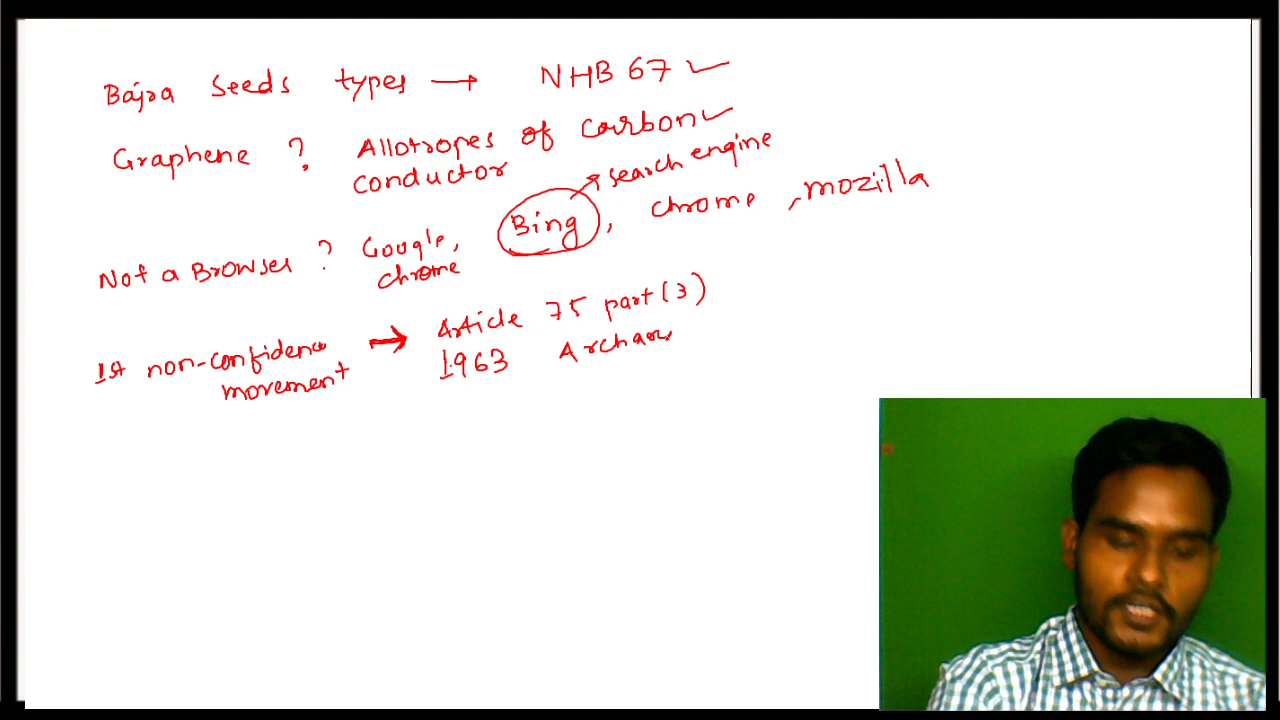 Bajra Seeds types → NHB 67 ✓
Graphene ? Allotropes of carbon ✓
conductor
search engine
Not a Browser ? Google, Bing, chrome, mozilla
chrome
1st non-confidence → Article 75 part (3)
movement 1963 Archary